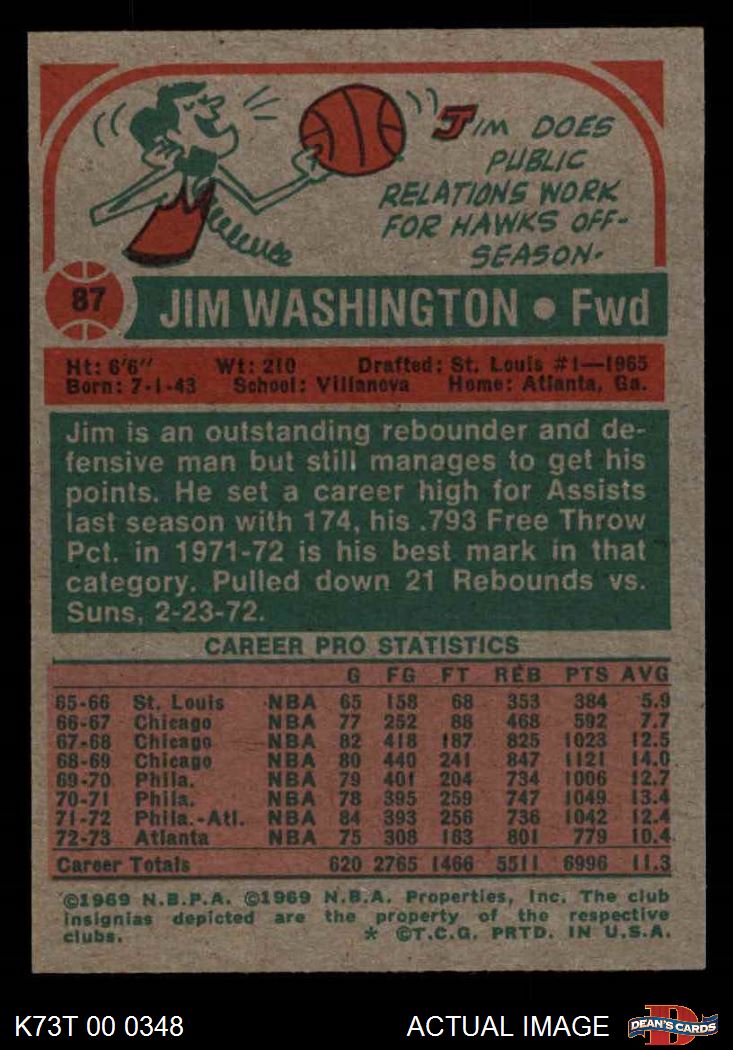 JIM DOES
PUBLIC
RELATIONS WORK
FOR HAWKS OFF-
SEASON.
87
JIM WASHINGTON • Fwd
Ht: 6'6" Wt: 210 Drafted: St. Louis #1—1965
Born: 7-1-43 School: Villanova Home: Atlanta, Ga.
Jim is an outstanding rebounder and de-
fensive man but still manages to get his
points. He set a career high for Assists
last season with 174, his .793 Free Throw
Pct. in 1971-72 is his best mark in that
category. Pulled down 21 Rebounds vs.
Suns, 2-23-72.
CAREER PRO STATISTICS
G FG FT REB PTS AVG
65-66 St. Louis NBA 65 158 68 353 384 5.9
66-67 Chicago NBA 77 252 88 468 592 7.7
67-68 Chicago NBA 82 418 187 825 1023 12.5
68-69 Chicago NBA 80 440 241 847 1121 14.0
69-70 Phila. NBA 79 401 204 734 1006 12.7
70-71 Phila. NBA 78 395 259 747 1049 13.4
71-72 Phila.-Atl. NBA 84 393 256 736 1042 12.4
72-73 Atlanta NBA 75 308 163 801 779 10.4
Career Totals 620 2765 1466 5511 6996 11.3
©1969 N.B.P.A. ©1969 N.B.A. Properties, Inc. The club
insignias depicted are the property of the respective
clubs. * ©T.C.G. PRTD. IN U.S.A.
K73T 00 0348 ACTUAL IMAGE D DEAN'S CARDS